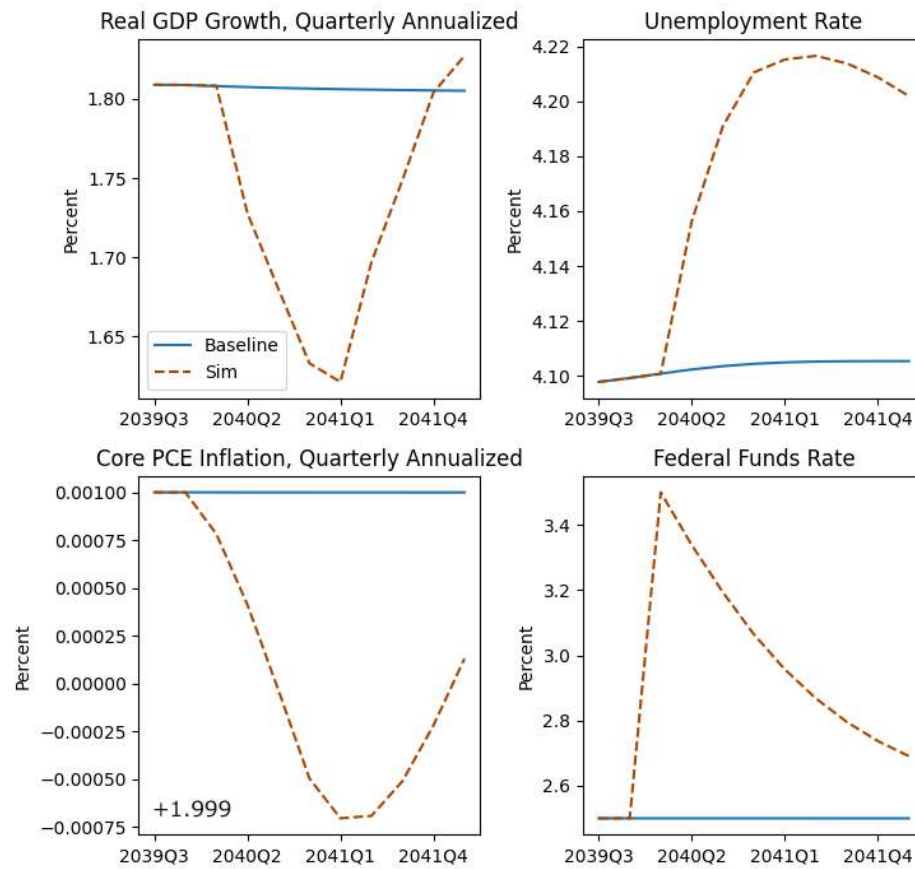 Real GDP Growth, Quarterly Annualized
Percent
1.80
1.75
1.70
1.65
Baseline
Sim
2039Q3 2040Q2 2041Q1 2041Q4
Unemployment Rate
Percent
4.22
4.20
4.18
4.16
4.14
4.12
4.10
2039Q3 2040Q2 2041Q1 2041Q4
Core PCE Inflation, Quarterly Annualized
Percent
0.00100
0.00075
0.00050
0.00025
0.00000
−0.00025
−0.00050
−0.00075
+1.999
2039Q3 2040Q2 2041Q1 2041Q4
Federal Funds Rate
Percent
3.4
3.2
3.0
2.8
2.6
2039Q3 2040Q2 2041Q1 2041Q4